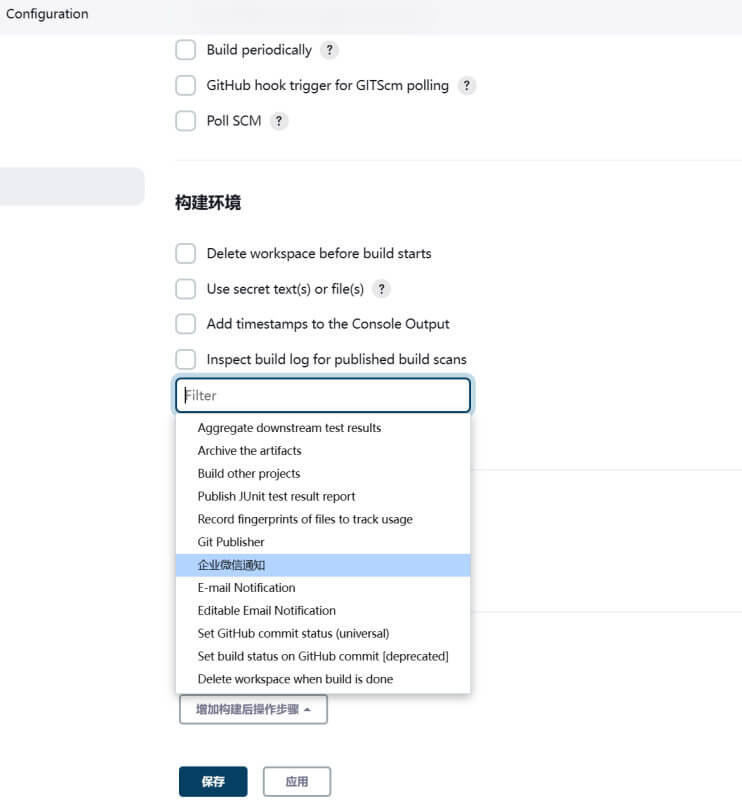 Configuration
Build periodically ?
GitHub hook trigger for GITScm polling ?
Poll SCM ?
构建环境
Delete workspace before build starts
Use secret text(s) or file(s) ?
Add timestamps to the Console Output
Inspect build log for published build scans
Filter
Aggregate downstream test results
Archive the artifacts
Build other projects
Publish JUnit test result report
Record fingerprints of files to track usage
Git Publisher
企业微信通知
E-mail Notification
Editable Email Notification
Set GitHub commit status (universal)
Set build status on GitHub commit [deprecated]
Delete workspace when build is done
增加构建后操作步骤
保存 应用